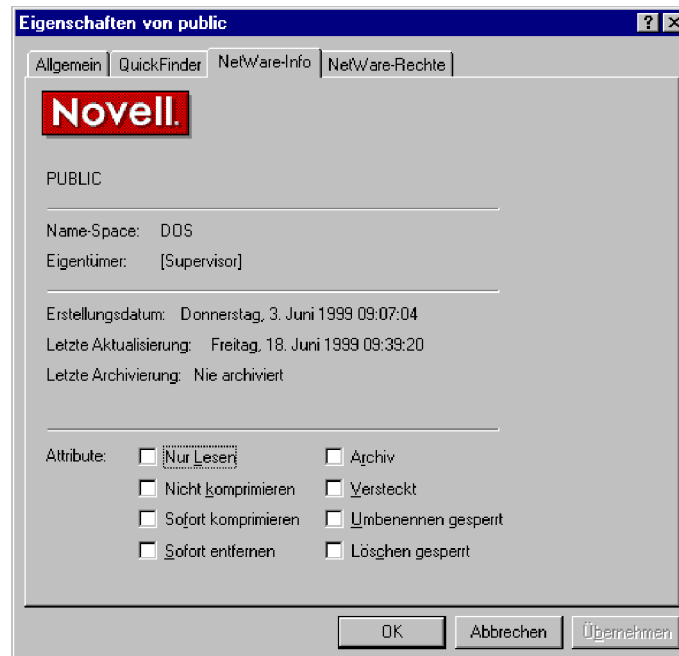 Eigenschaften von public
Allgemein QuickFinder NetWare-Info NetWare-Rechte
Novell.
PUBLIC
Name-Space: DOS
Eigentümer: [Supervisor]
Erstellungsdatum: Donnerstag, 3. Juni 1999 09:07:04
Letzte Aktualisierung: Freitag, 18. Juni 1999 09:39:20
Letzte Archivierung: Nie archiviert
Attribute: Nur Lesen Archiv
Nicht komprimieren Versteckt
Sofort komprimieren Umbenennen gesperrt
Sofort entfernen Löschen gesperrt
OK Abbrechen Übernehmen